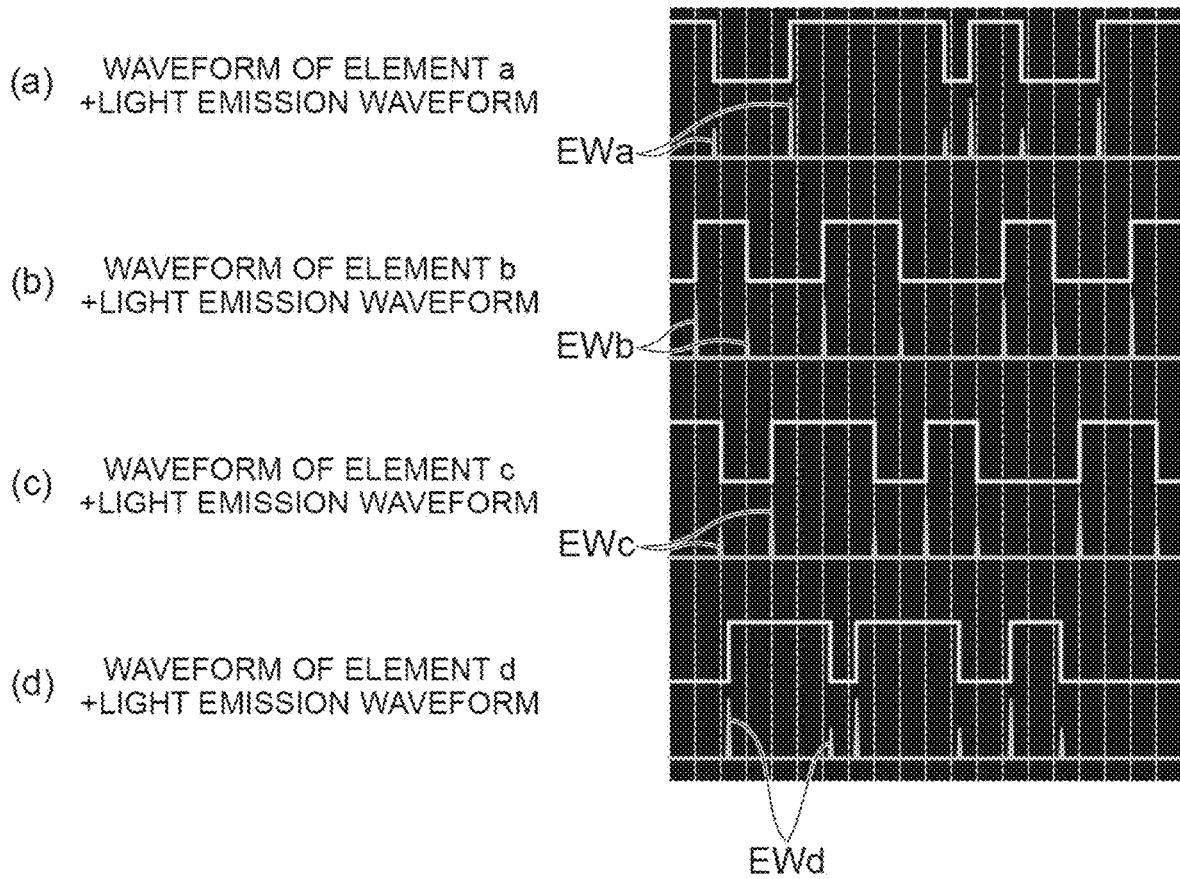 (a) WAVEFORM OF ELEMENT a
+LIGHT EMISSION WAVEFORM
EWa
(b) WAVEFORM OF ELEMENT b
+LIGHT EMISSION WAVEFORM
EWb
(c) WAVEFORM OF ELEMENT c
+LIGHT EMISSION WAVEFORM
EWc
(d) WAVEFORM OF ELEMENT d
+LIGHT EMISSION WAVEFORM
EWd